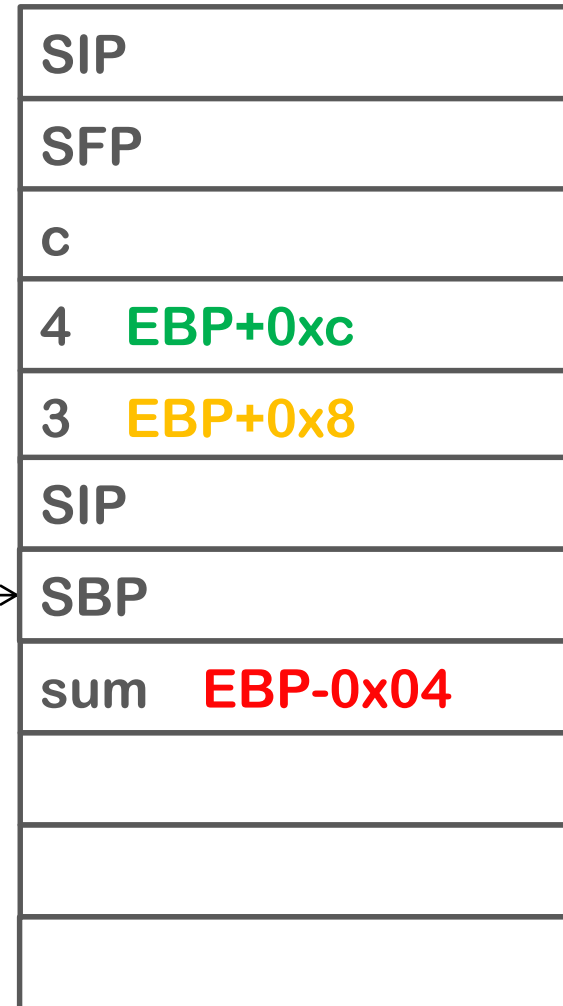 SIP
SFP
c
4 EBP+0xc
3 EBP+0x8
SIP
SBP
sum EBP-0x04